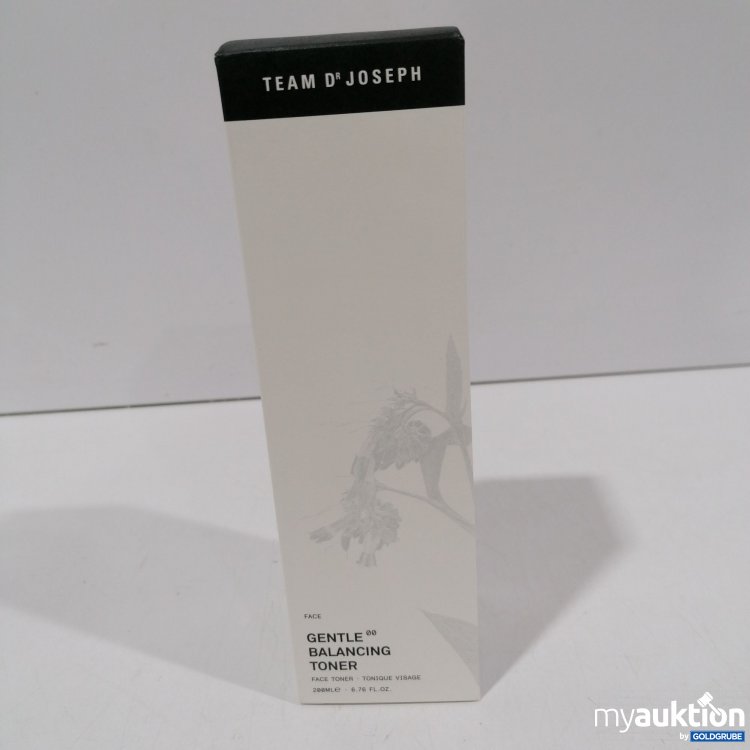 TEAM Dᴿ JOSEPH
FACE
GENTLE ⁰⁰
BALANCING
TONER
FACE TONER · TONIQUE VISAGE
200ML℮ · 6.76 FL.OZ.
myauktion
by GOLDGRUBE